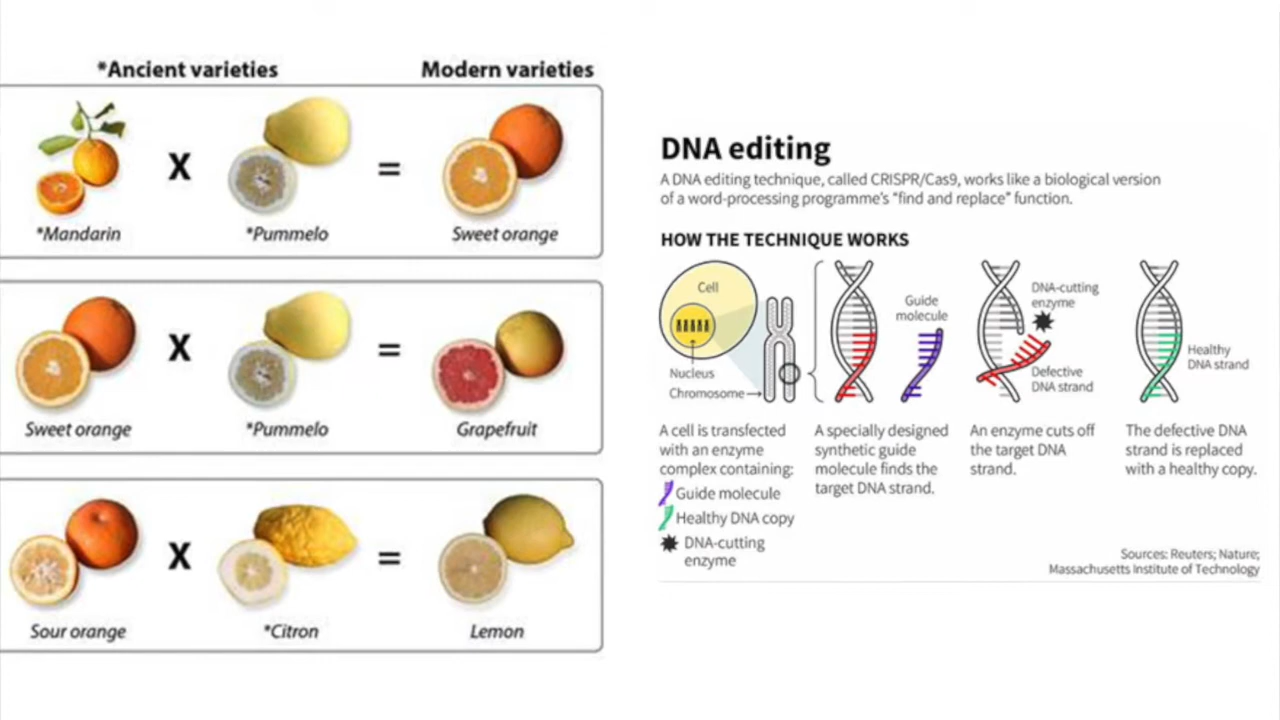 *Ancient varieties
Modern varieties
X
=
*Mandarin
*Pummelo
Sweet orange
X
=
Sweet orange
*Pummelo
Grapefruit
X
=
Sour orange
*Citron
Lemon
DNA editing
A DNA editing technique, called CRISPR/Cas9, works like a biological version
of a word-processing programme's "find and replace" function.
HOW THE TECHNIQUE WORKS
Cell
Nucleus
Chromosome
Guide
molecule
DNA-cutting
enzyme
Defective
DNA strand
Healthy
DNA strand
A cell is transfected
with an enzyme
complex containing:
Guide molecule
Healthy DNA copy
DNA-cutting
enzyme
A specially designed
synthetic guide
molecule finds the
target DNA strand.
An enzyme cuts off
the target DNA
strand.
The defective DNA
strand is replaced
with a healthy copy.
Sources: Reuters; Nature;
Massachusetts Institute of Technology